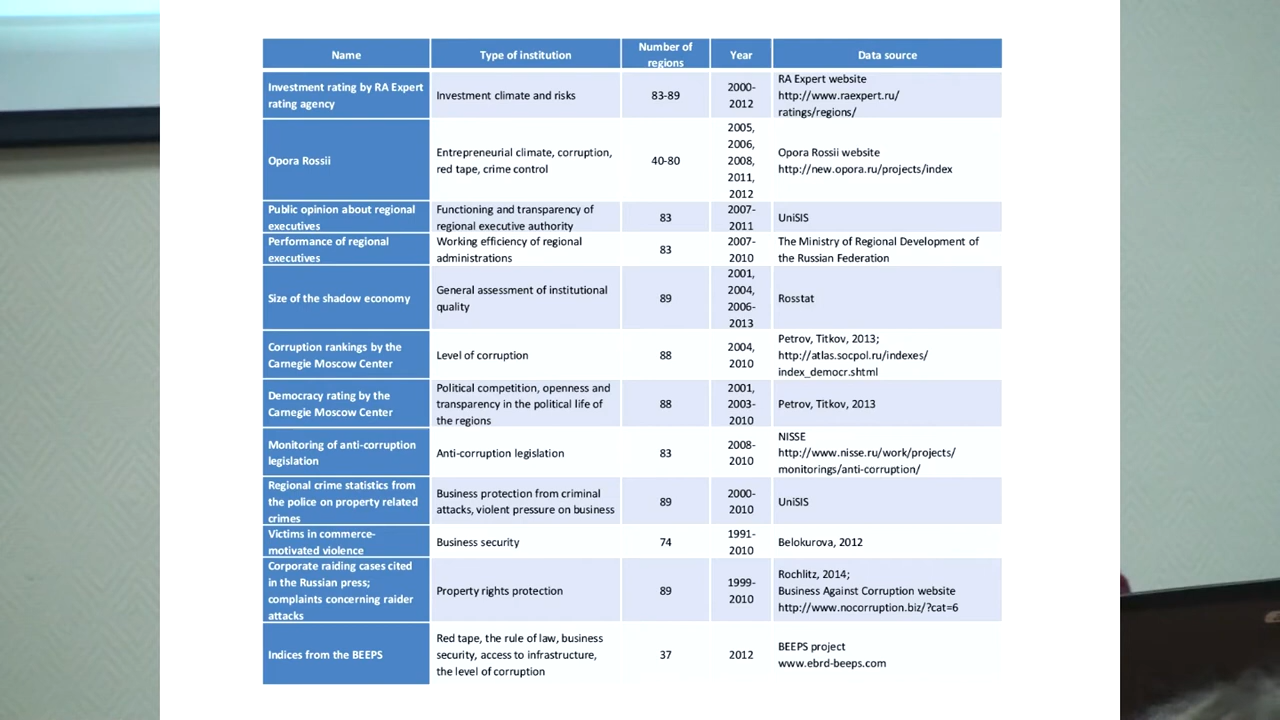 Name
Type of institution
Number of
regions
Year
Data source
Investment rating by RA Expert
rating agency
Investment climate and risks
83-89
2000-
2012
RA Expert website
http://www.raexpert.ru/
ratings/regions/
Opora Rossii
Entrepreneurial climate, corruption,
red tape, crime control
40-80
2005,
2006,
2008,
2011,
2012
Opora Rossii website
http://new.opora.ru/projects/index
Public opinion about regional
executives
Functioning and transparency of
regional executive authority
83
2007-
2011
UniSIS
Performance of regional
executives
Working efficiency of regional
administrations
83
2007-
2010
The Ministry of Regional Development of
the Russian Federation
Size of the shadow economy
General assessment of institutional
quality
89
2001,
2004,
2006-
2013
Rosstat
Corruption rankings by the
Carnegie Moscow Center
Level of corruption
88
2004,
2010
Petrov, Titkov, 2013;
http://atlas.socpol.ru/indexes/
index_democr.shtml
Democracy rating by the
Carnegie Moscow Center
Political competition, openness and
transparency in the political life of
the regions
88
2001,
2003-
2010
Petrov, Titkov, 2013
Monitoring of anti-corruption
legislation
Anti-corruption legislation
83
2008-
2010
NISSE
http://www.nisse.ru/work/projects/
monitorings/anti-corruption/
Regional crime statistics from
the police on property related
crimes
Business protection from criminal
attacks, violent pressure on business
89
2000-
2010
UniSIS
Victims in commerce-
motivated violence
Business security
74
1991-
2010
Belokurova, 2012
Corporate raiding cases cited
in the Russian press;
complaints concerning raider
attacks
Property rights protection
89
1999-
2010
Rochlitz, 2014;
Business Against Corruption website
http://www.nocorruption.biz/?cat=6
Indices from the BEEPS
Red tape, the rule of law, business
security, access to infrastructure,
the level of corruption
37
2012
BEEPS project
www.ebrd-beeps.com